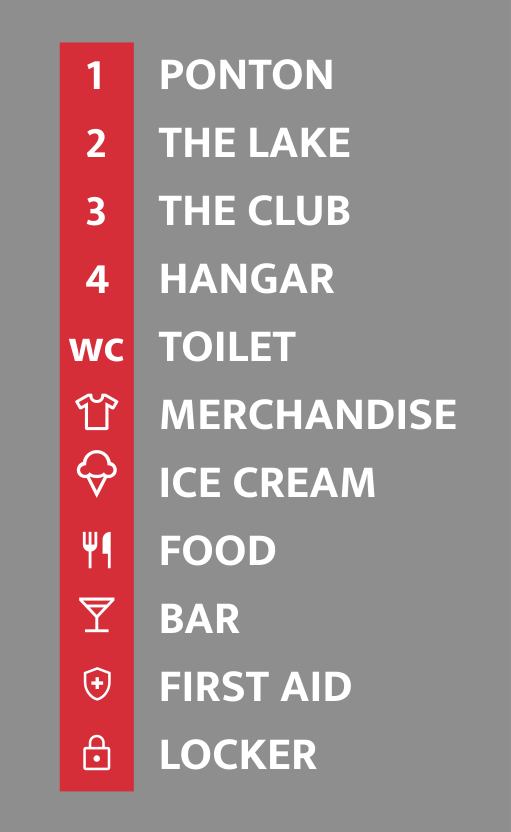 1 PONTON
2 THE LAKE
3 THE CLUB
4 HANGAR
WC TOILET
MERCHANDISE
ICE CREAM
FOOD
BAR
FIRST AID
LOCKER